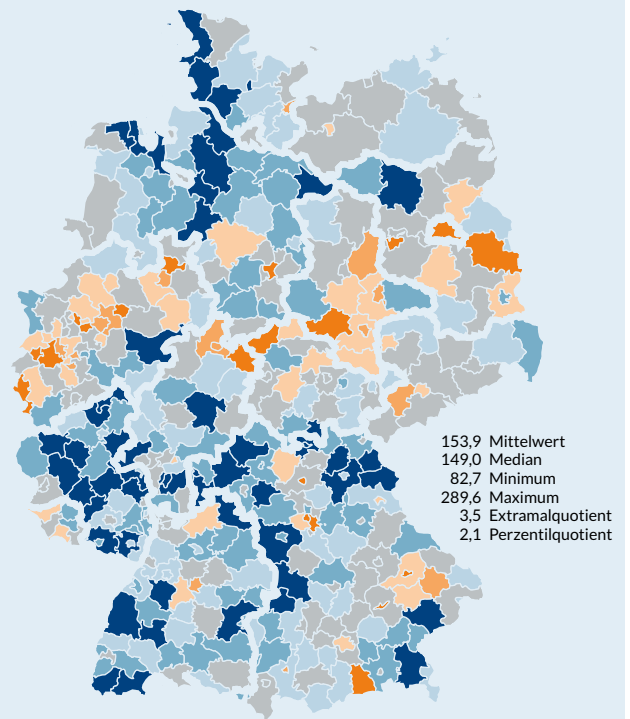 153,9 Mittelwert
149,0 Median
82,7 Minimum
289,6 Maximum
3,5 Extramalquotient
2,1 Perzentilquotient